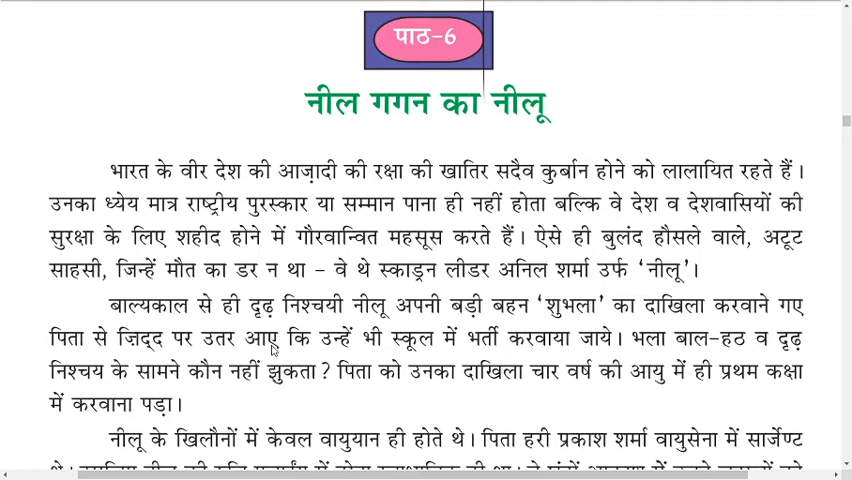 पाठ-6
नील गगन का नीलू
भारत के वीर देश की आज़ादी की रक्षा की खातिर सदैव कुर्बान होने को लालायित रहते हैं।
उनका ध्येय मात्र राष्ट्रीय पुरस्कार या सम्मान पाना ही नहीं होता बल्कि वे देश व देशवासियों की
सुरक्षा के लिए शहीद होने में गौरवान्वित महसूस करते हैं। ऐसे ही बुलंद हौसले वाले, अटूट
साहसी, जिन्हें मौत का डर न था – वे थे स्काड्रन लीडर अनिल शर्मा उर्फ 'नीलू'।
बाल्यकाल से ही दृढ़ निश्चयी नीलू अपनी बड़ी बहन 'शुभला' का दाखिला करवाने गए
पिता से ज़िद्द पर उतर आए कि उन्हें भी स्कूल में भर्ती करवाया जाये। भला बाल-हठ व दृढ़
निश्चय के सामने कौन नहीं झुकता? पिता को उनका दाखिला चार वर्ष की आयु में ही प्रथम कक्षा
में करवाना पड़ा।
नीलू के खिलौनों में केवल वायुयान ही होते थे। पिता हरी प्रकाश शर्मा वायुसेना में सार्जेण्ट